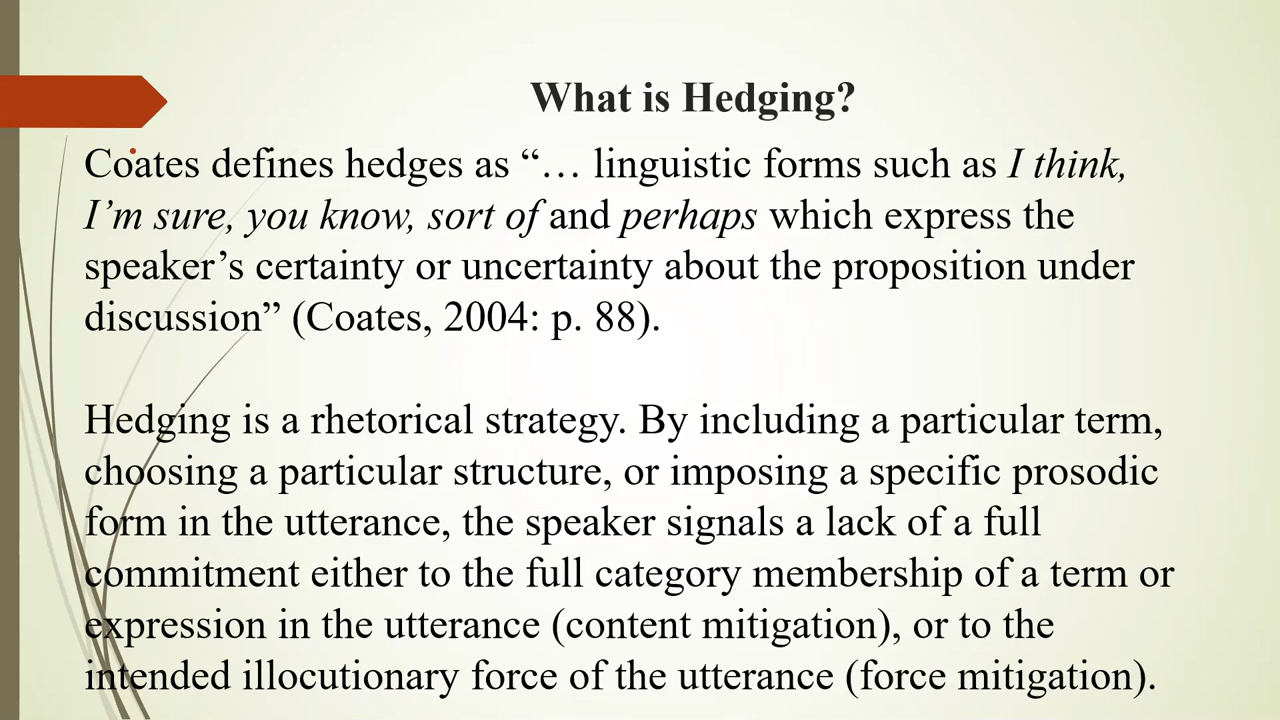 What is Hedging?
Coates defines hedges as “… linguistic forms such as I think,
I’m sure, you know, sort of and perhaps which express the
speaker’s certainty or uncertainty about the proposition under
discussion” (Coates, 2004: p. 88).
Hedging is a rhetorical strategy. By including a particular term,
choosing a particular structure, or imposing a specific prosodic
form in the utterance, the speaker signals a lack of a full
commitment either to the full category membership of a term or
expression in the utterance (content mitigation), or to the
intended illocutionary force of the utterance (force mitigation).